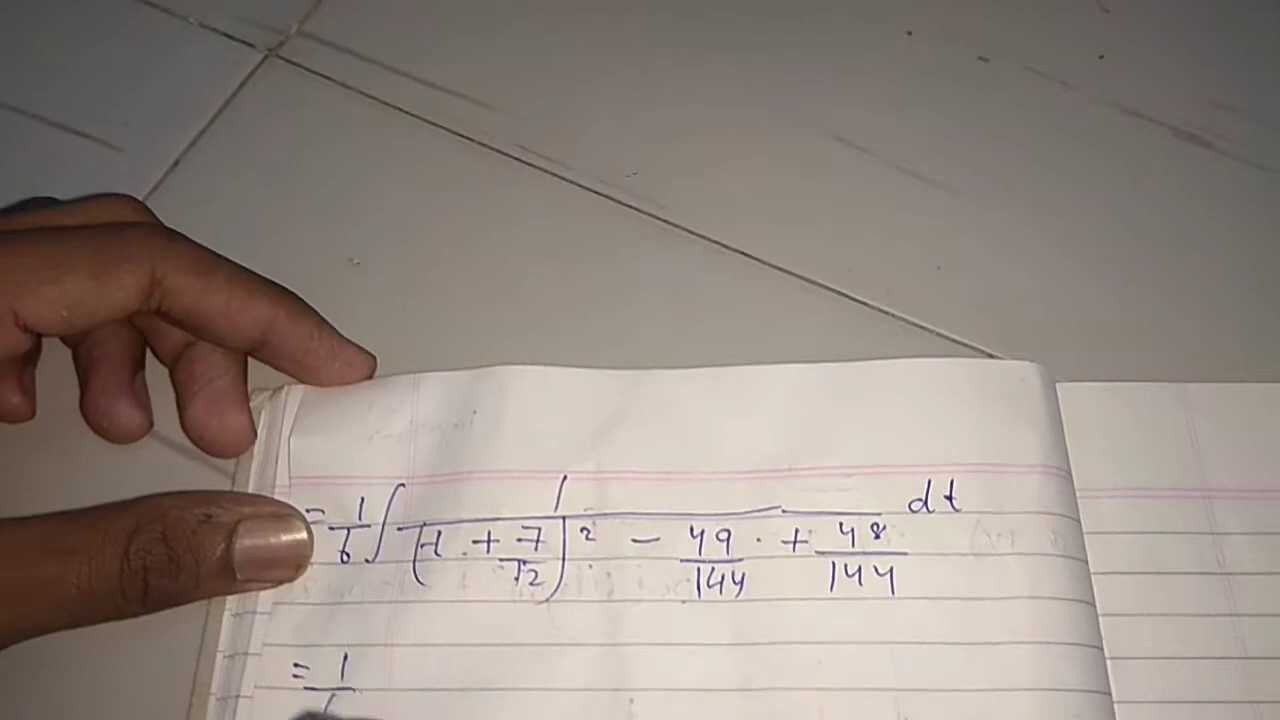 = 1/6 ∫ 1/((t + 7/12)² - 49/144 + 48/144) dt
= 1